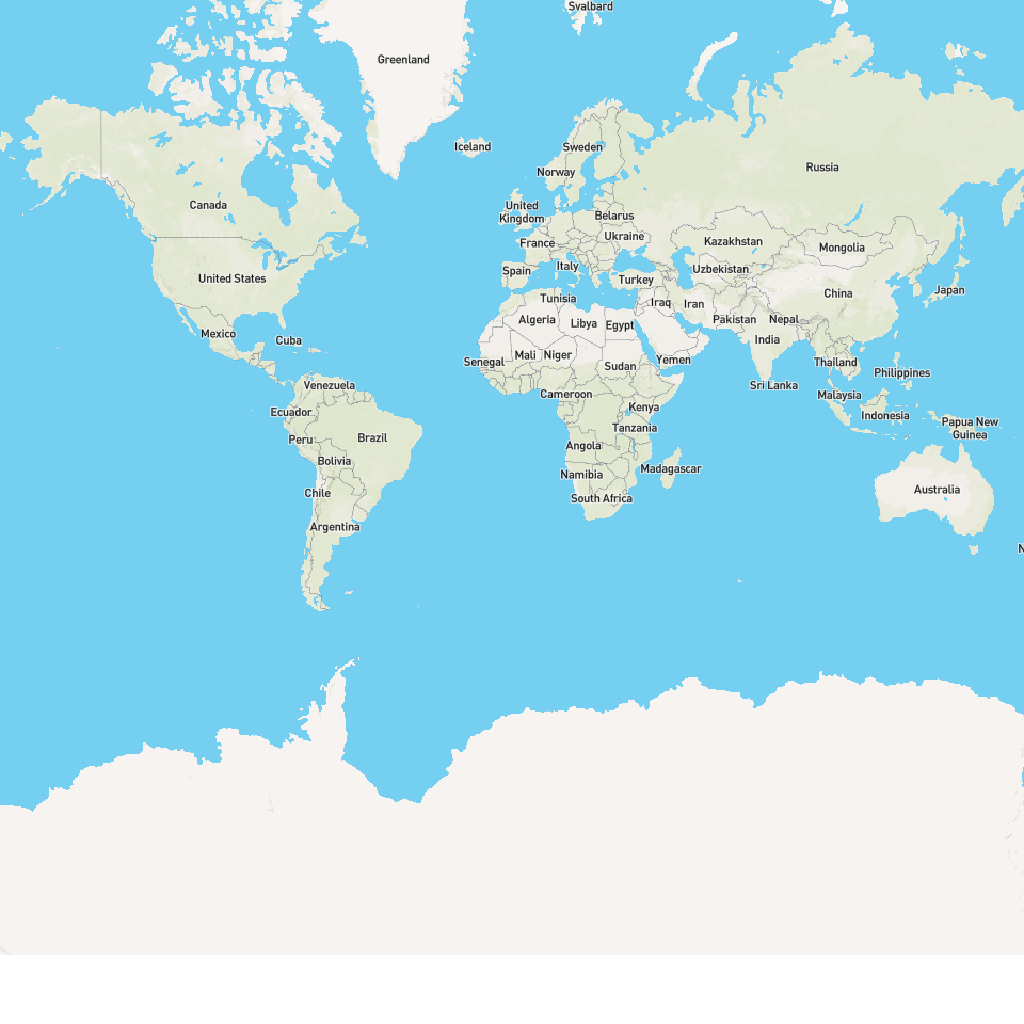 Svalbard
Greenland
Iceland
Sweden
Norway
Russia
Canada
United
Kingdom
Belarus
Ukraine
France
Kazakhstan
Mongolia
Italy
Spain
Uzbekistan
United States
Turkey
China
Japan
Tunisia
Iraq
Iran
Algeria
Libya
Egypt
Pakistan
Nepal
Mexico
Cuba
India
Mali
Niger
Senegal
Sudan
Yemen
Thailand
Philippines
Venezuela
Sri Lanka
Cameroon
Malaysia
Ecuador
Kenya
Indonesia
Papua New
Guinea
Tanzania
Peru
Brazil
Angola
Bolivia
Madagascar
Namibia
Chile
South Africa
Australia
Argentina
N